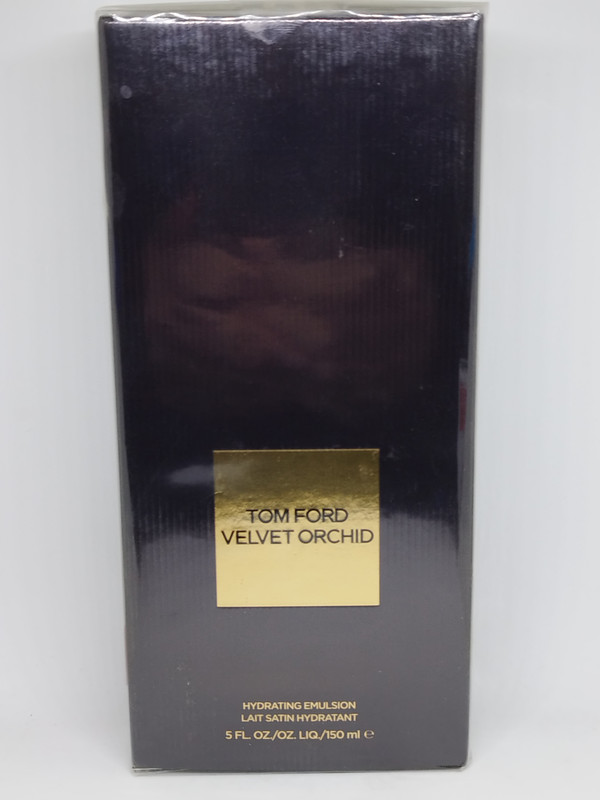 TOM FORD
VELVET ORCHID
HYDRATING EMULSION
LAIT SATIN HYDRATANT
5 FL. OZ./OZ. LIQ./150 ml ℮